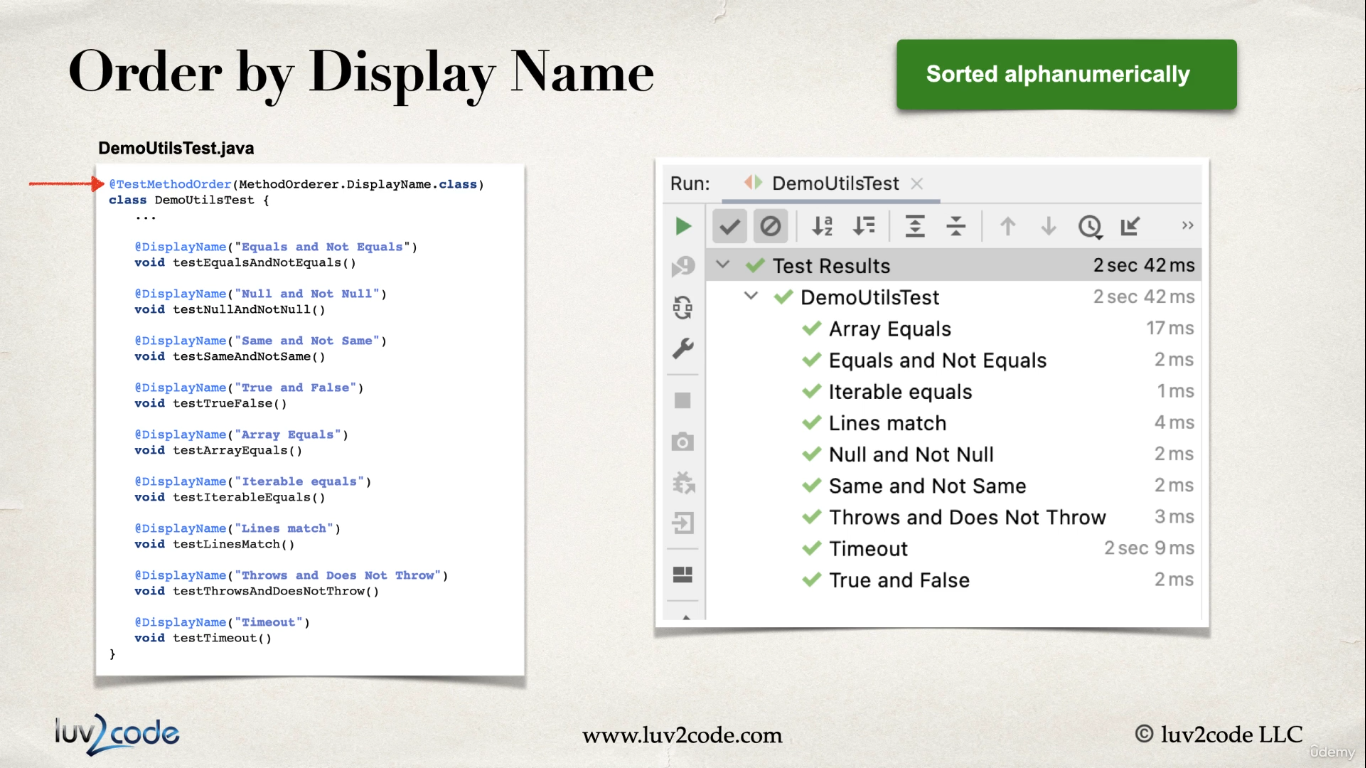 Order by Display Name
Sorted alphanumerically
DemoUtilsTest.java
@TestMethodOrder(MethodOrderer.DisplayName.class)
class DemoUtilsTest {
...
@DisplayName("Equals and Not Equals")
void testEqualsAndNotEquals()
@DisplayName("Null and Not Null")
void testNullAndNotNull()
@DisplayName("Same and Not Same")
void testSameAndNotSame()
@DisplayName("True and False")
void testTrueFalse()
@DisplayName("Array Equals")
void testArrayEquals()
@DisplayName("Iterable equals")
void testIterableEquals()
@DisplayName("Lines match")
void testLinesMatch()
@DisplayName("Throws and Does Not Throw")
void testThrowsAndDoesNotThrow()
@DisplayName("Timeout")
void testTimeout()
}
Run: DemoUtilsTest ×
Test Results 2 sec 42 ms
DemoUtilsTest 2 sec 42 ms
Array Equals 17 ms
Equals and Not Equals 2 ms
Iterable equals 1 ms
Lines match 4 ms
Null and Not Null 2 ms
Same and Not Same 2 ms
Throws and Does Not Throw 3 ms
Timeout 2 sec 9 ms
True and False 2 ms
luv2code
www.luv2code.com
© luv2code LLC
ûdemy